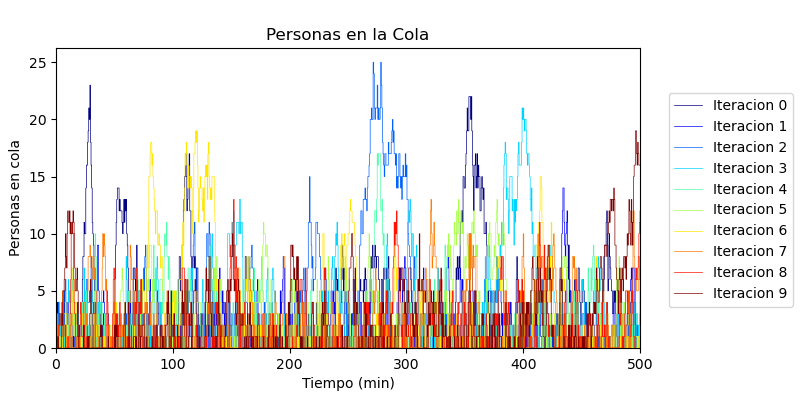 Personas en la Cola
Personas en cola
25
20
15
10
5
0
0 100 200 300 400 500
Tiempo (min)
Iteracion 0
Iteracion 1
Iteracion 2
Iteracion 3
Iteracion 4
Iteracion 5
Iteracion 6
Iteracion 7
Iteracion 8
Iteracion 9